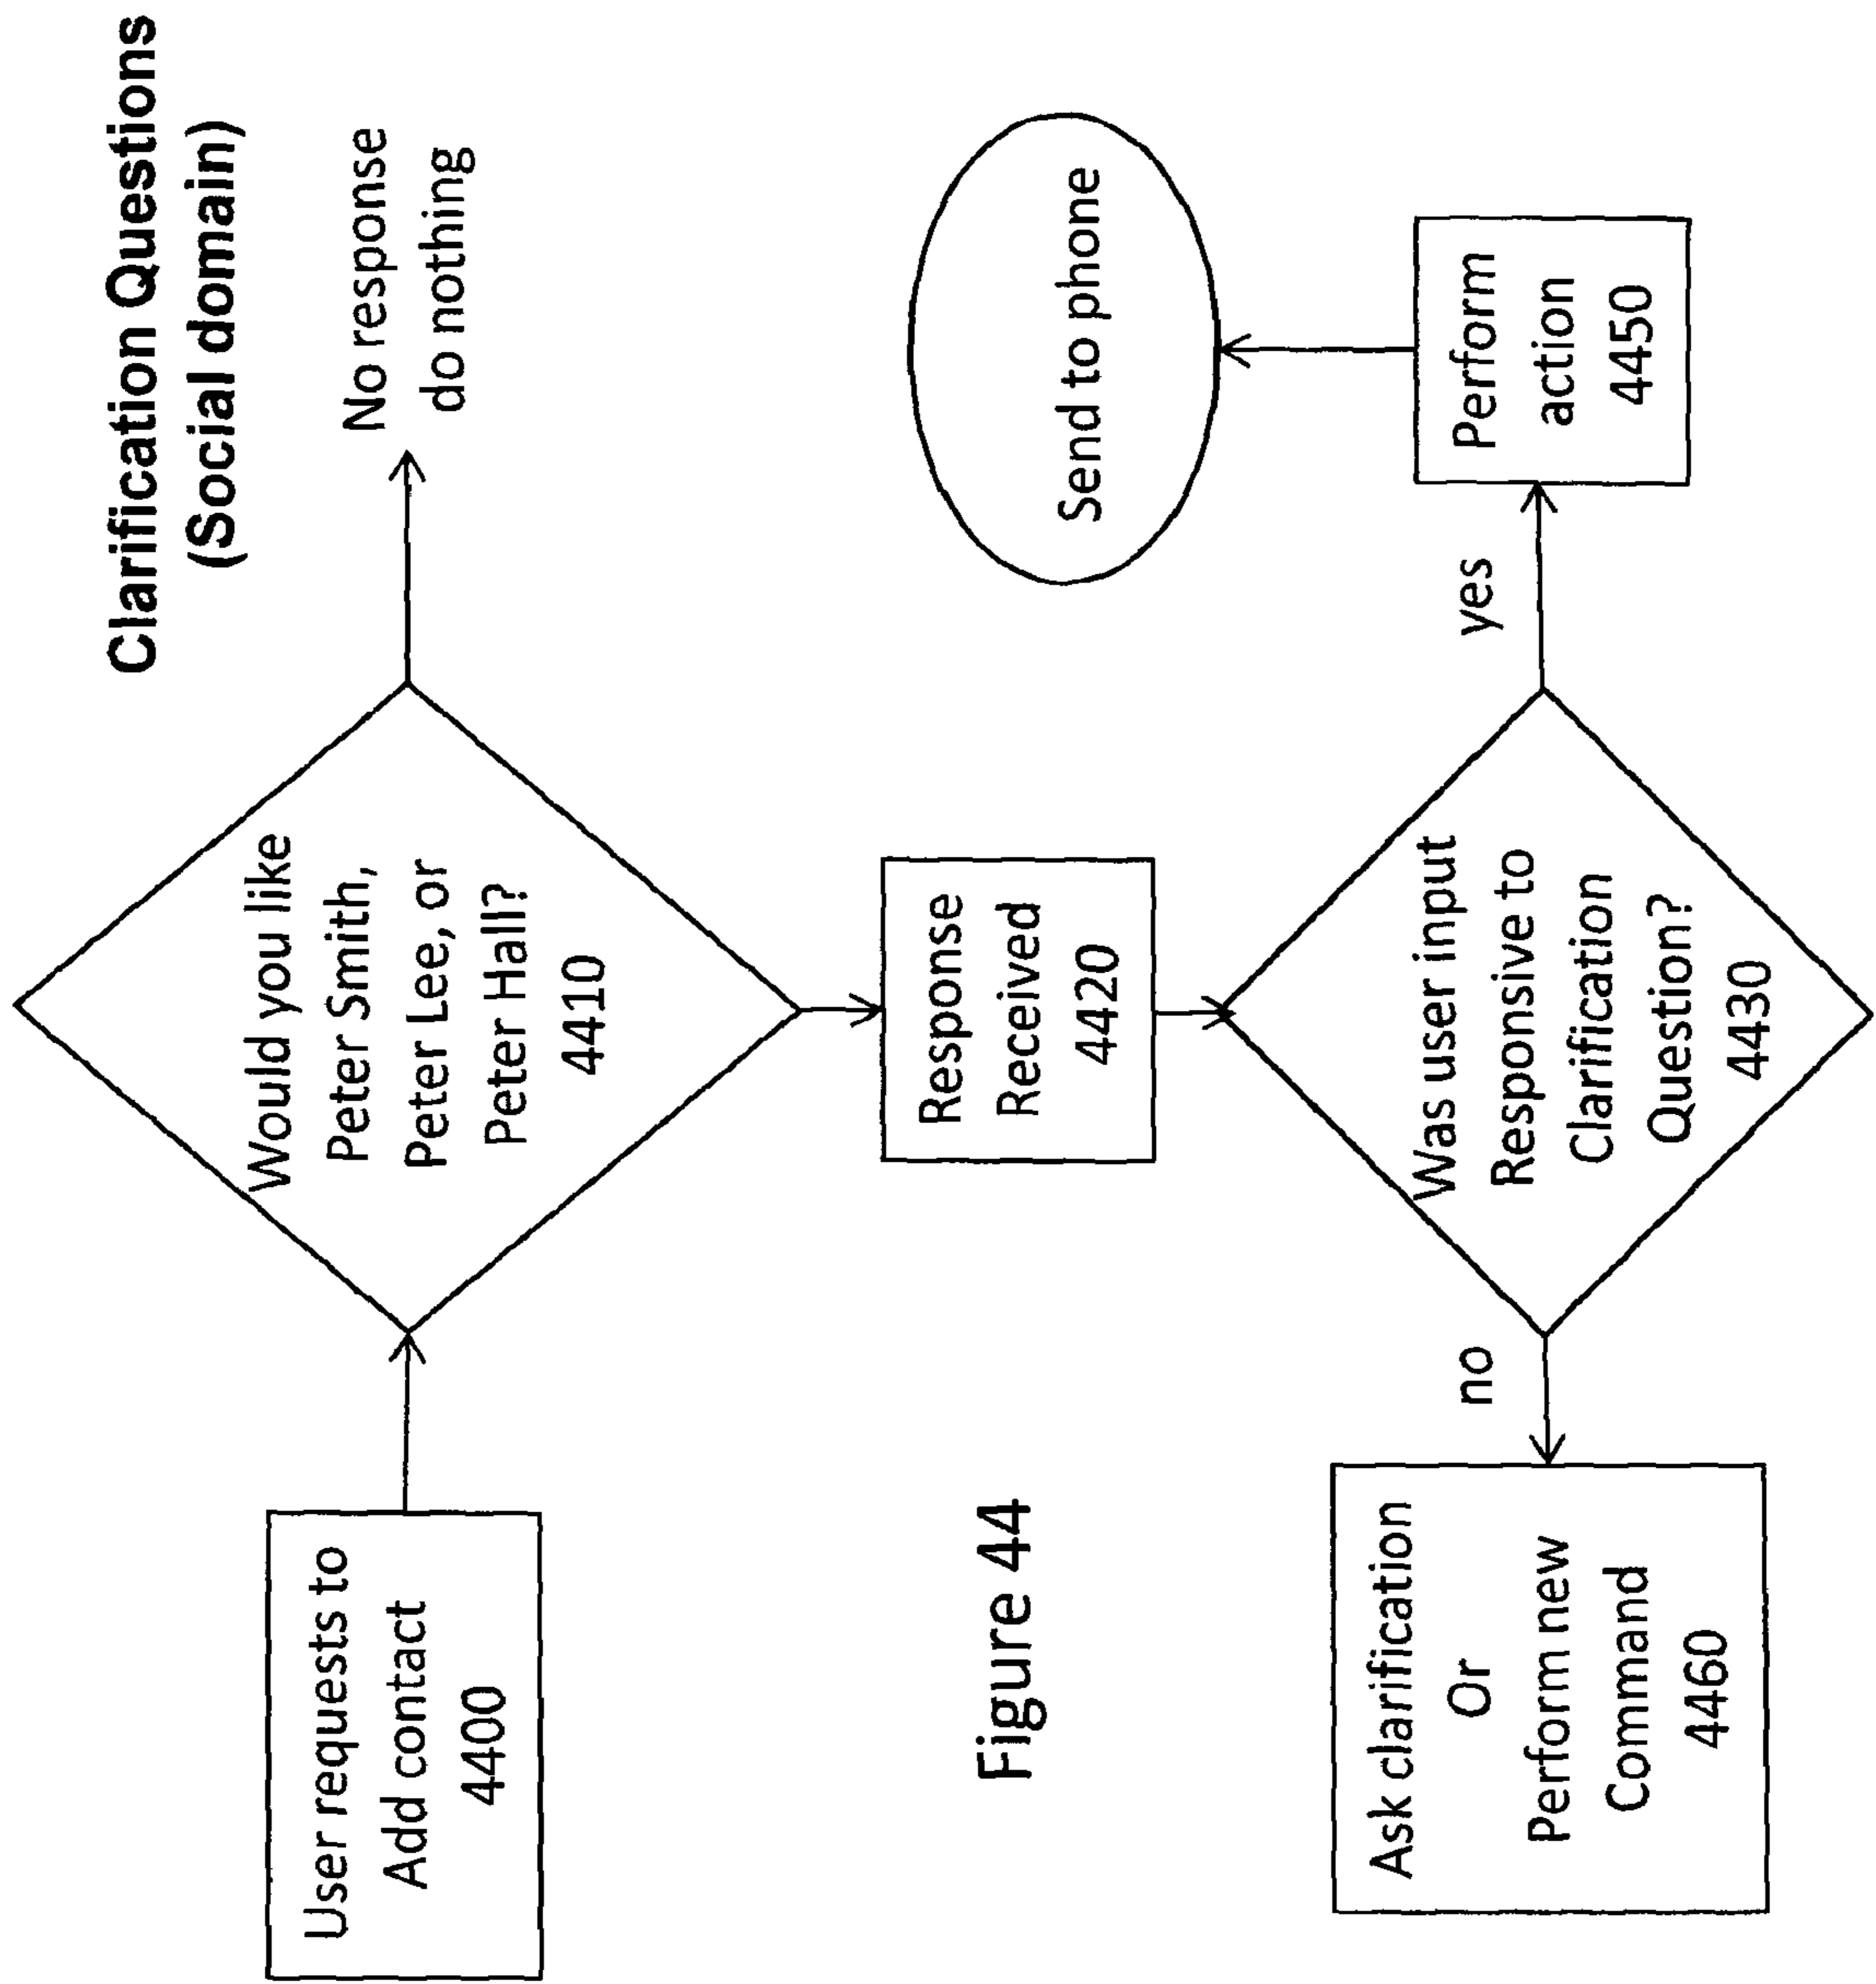 Clarification Questions
(Social domain)
User requests to
Add contact
4400
Would you like
Peter Smith,
Peter Lee, or
Peter Hall?
4410
No response
do nothing
Response
Received
4420
Figure 44
Send to phone
Ask clarification
Or
Perform new
Command
4460
no
Was user input
Responsive to
Clarification
Question?
4430
yes
Perform
action
4450